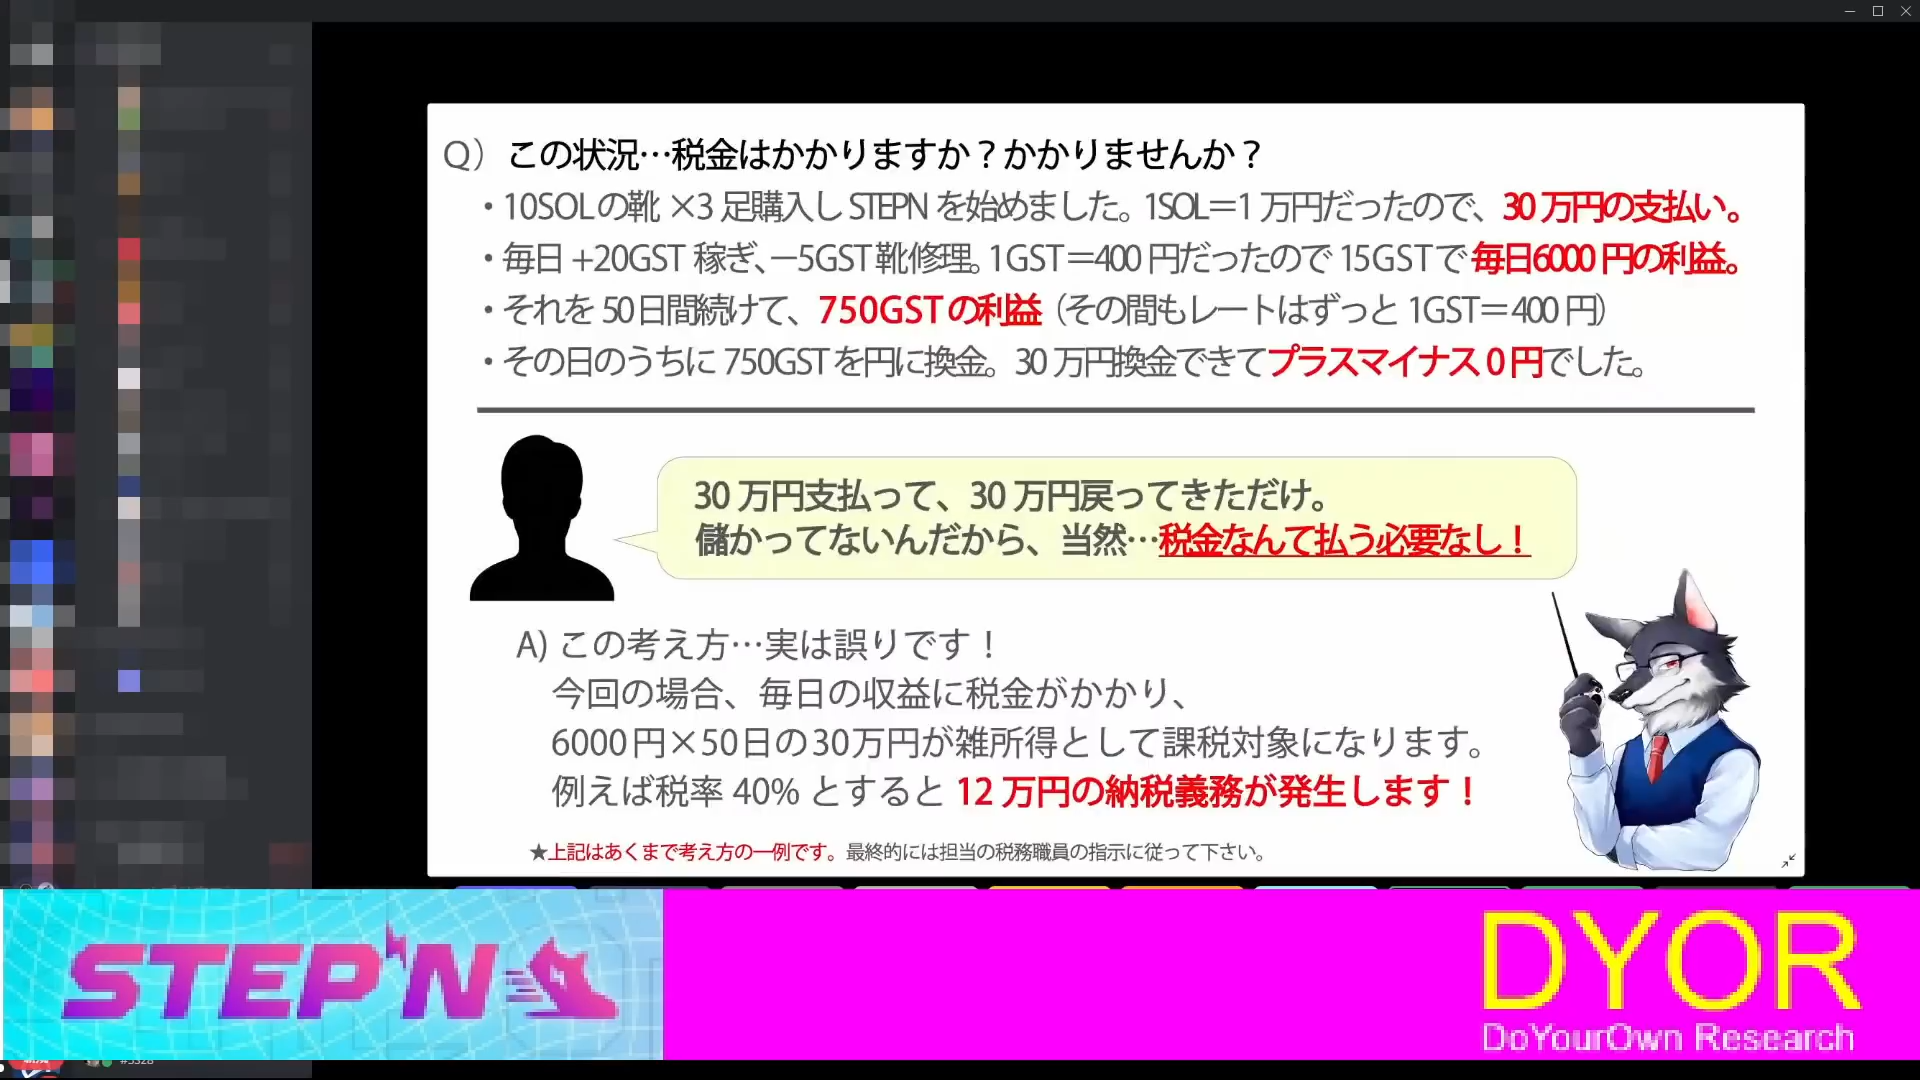 Q）この状況…税金はかかりますか？かかりませんか？
・10SOLの靴 ×3 足購入し STEPN を始めました。1SOL＝1 万円だったので、30 万円の支払い。
・毎日 +20GST 稼ぎ、－5GST 靴修理。1GST＝400 円だったので 15GSTで毎日6000 円の利益。
・それを 50日間続けて、750GSTの利益（その間もレートはずっと 1GST＝400 円）
・その日のうちに 750GSTを円に換金。30 万円換金できてプラスマイナス 0 円でした。
30 万円支払って、30 万円戻ってきただけ。
儲かってないんだから、当然…税金なんて払う必要なし！
A) この考え方…実は誤りです！
今回の場合、毎日の収益に税金がかかり、
6000円×50日の30万円が雑所得として課税対象になります。
例えば税率 40% とすると 12 万円の納税義務が発生します！
★上記はあくまで考え方の一例です。最終的には担当の税務職員の指示に従って下さい。
STEP'N
DYOR
DoYourOwn Research